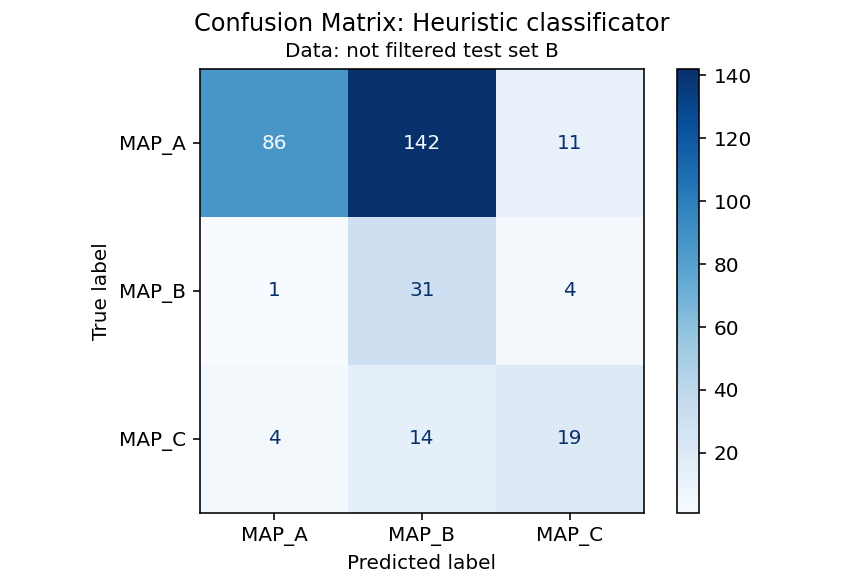 Confusion Matrix: Heuristic classificator
Data: not filtered test set B
MAP_A 86 142 11
MAP_B 1 31 4
MAP_C 4 14 19
MAP_A MAP_B MAP_C
Predicted label
True label
140
120
100
80
60
40
20